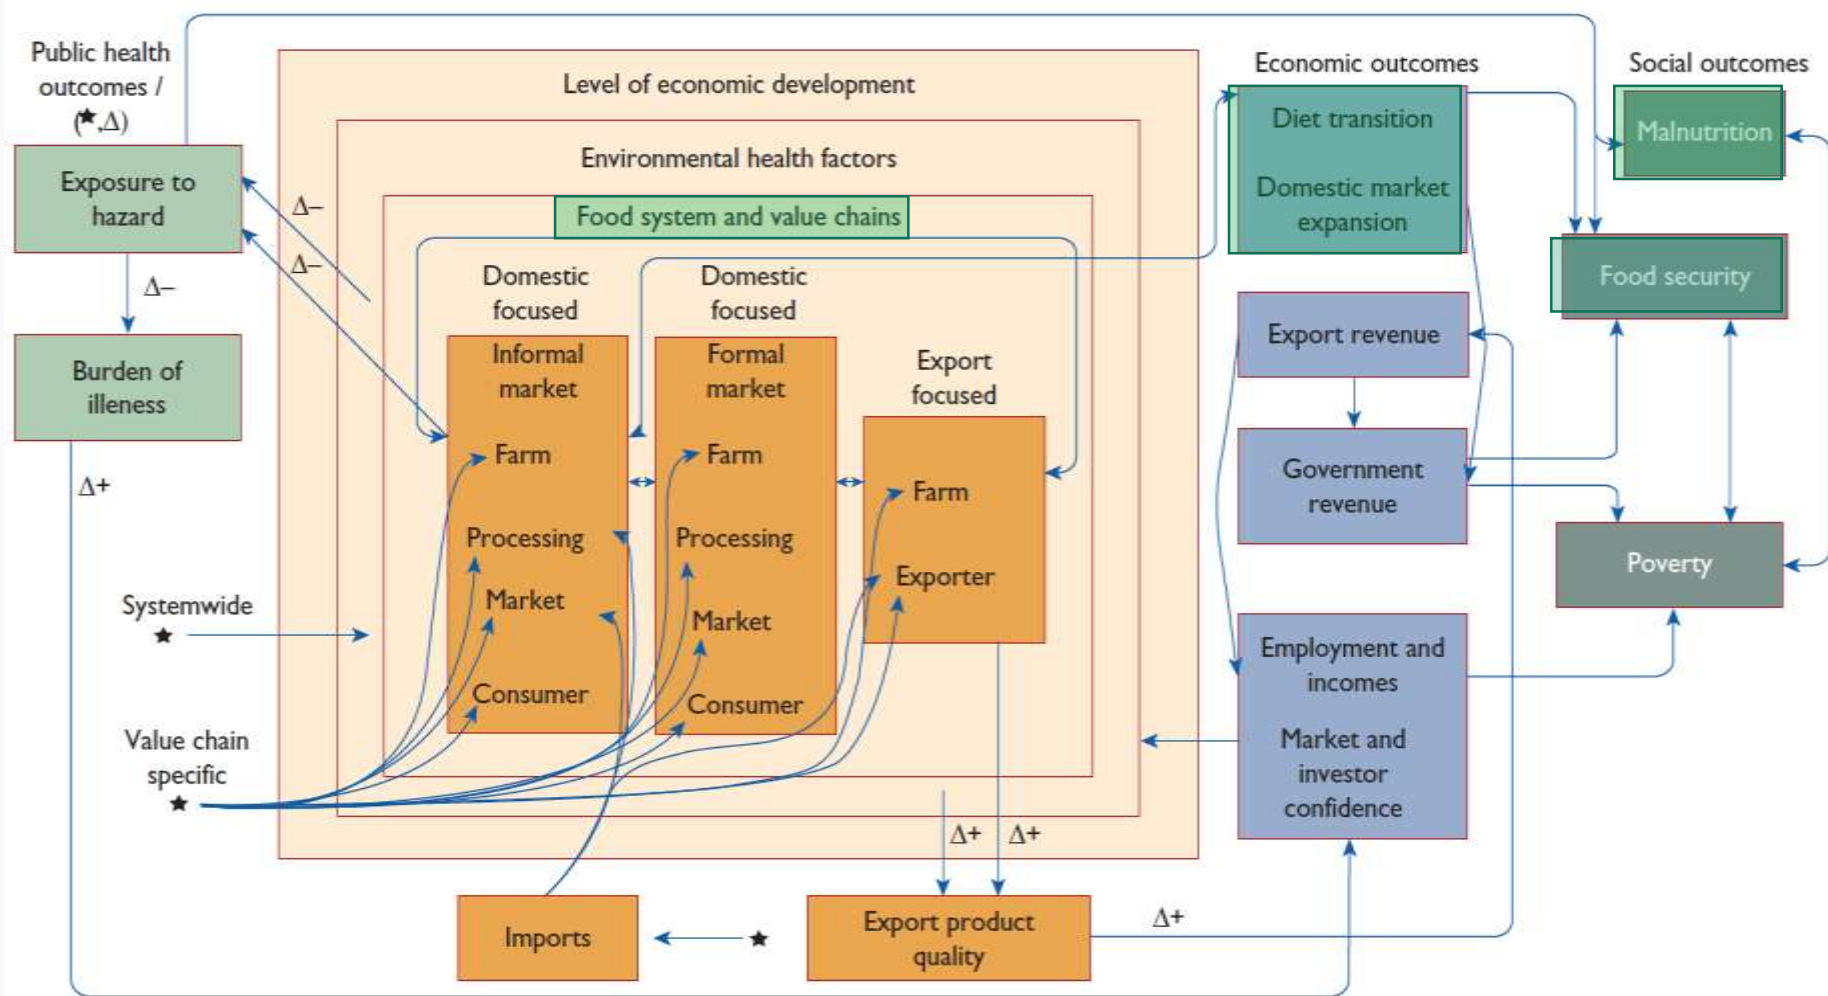 Public health
outcomes /
(★,Δ)
Exposure to
hazard
Δ–
Burden of
illeness
Δ+
Systemwide
★
Value chain
specific
★
Level of economic development
Environmental health factors
Food system and value chains
Δ–
Δ–
Domestic
focused
Informal
market
Farm
Processing
Market
Consumer
Domestic
focused
Formal
market
Farm
Processing
Market
Consumer
Export
focused
Farm
Exporter
Δ+
Δ+
Imports
★
Export product
quality
Δ+
Economic outcomes
Diet transition
Domestic market
expansion
Export revenue
Government
revenue
Employment and
incomes
Market and
investor
confidence
Social outcomes
Malnutrition
Food security
Poverty